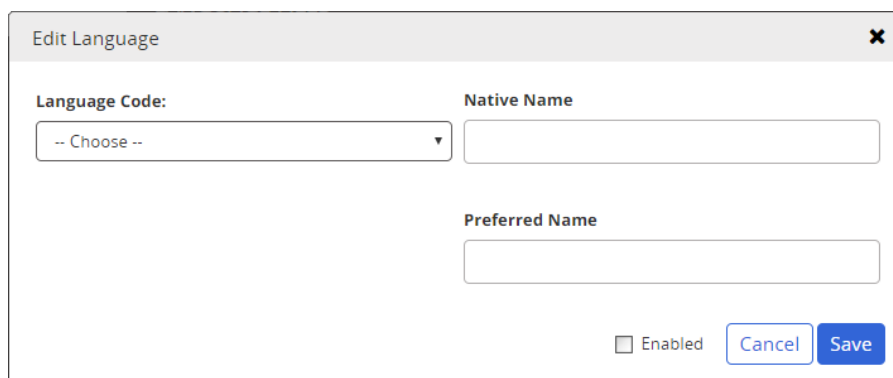 Edit Language
Language Code:
-- Choose --
Native Name
Preferred Name
Enabled
Cancel
Save